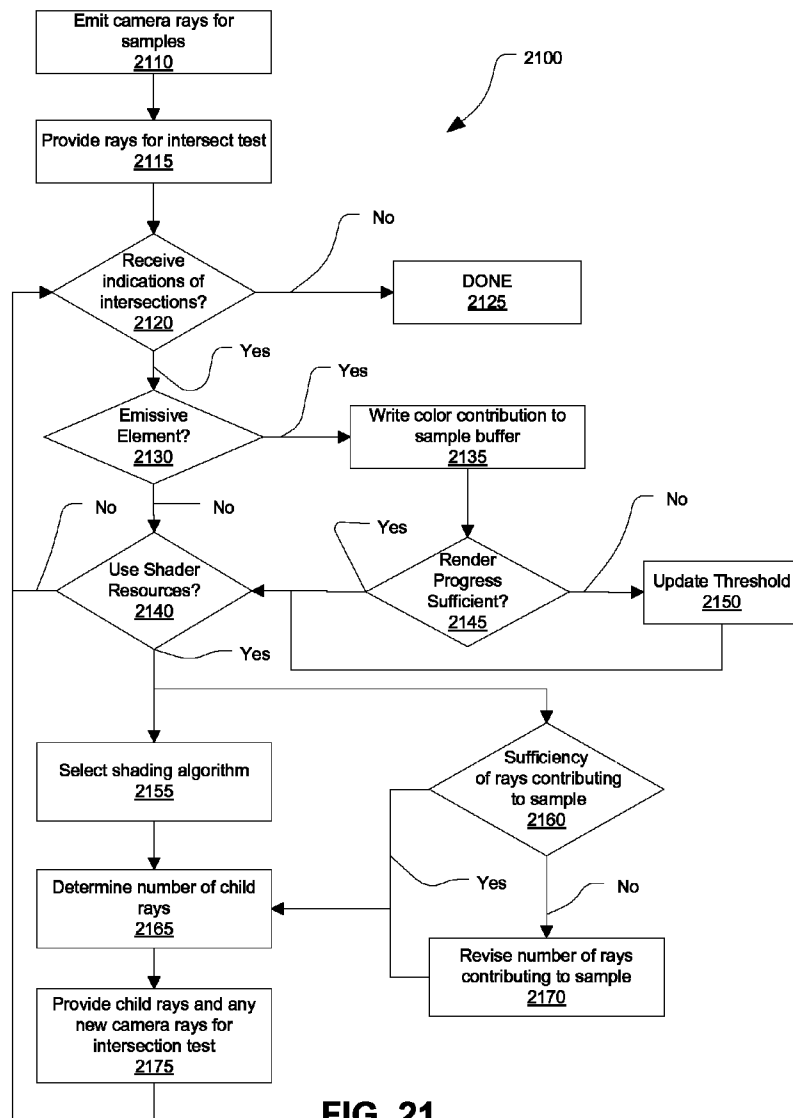 Emit camera rays for
samples
2110
2100
Provide rays for intersect test
2115
No
Receive
indications of
intersections?
2120
DONE
2125
Yes
Yes
Emissive
Element?
2130
Write color contribution to
sample buffer
2135
No
No
Yes
No
Use Shader
Resources?
2140
Render
Progress
Sufficient?
2145
Update Threshold
2150
Yes
Select shading algorithm
2155
Sufficiency
of rays contributing
to sample
2160
Determine number of child
rays
2165
Yes
No
Revise number of rays
contributing to sample
2170
Provide child rays and any
new camera rays for
intersection test
2175
FIG. 21